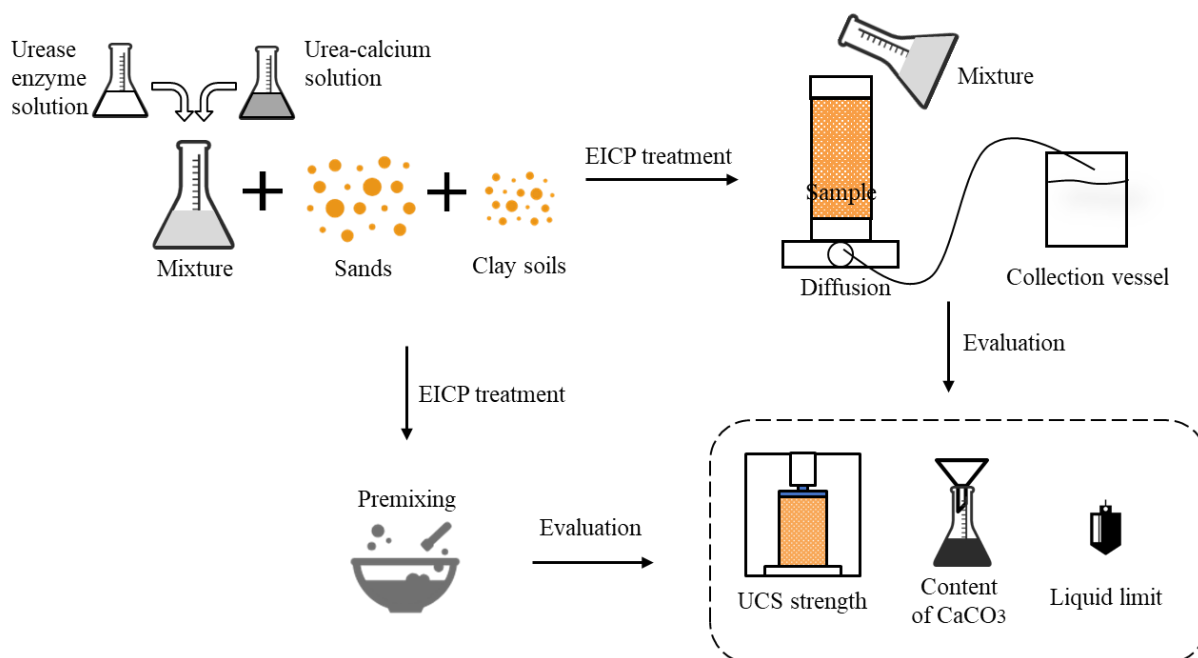 Urease
enzyme
solution
Urea-calcium
solution
Mixture
EICP treatment
Sample
Mixture
Sands
Clay soils
Diffusion
Collection vessel
Evaluation
EICP treatment
Premixing
Evaluation
UCS strength
Content
of CaCO3
Liquid limit